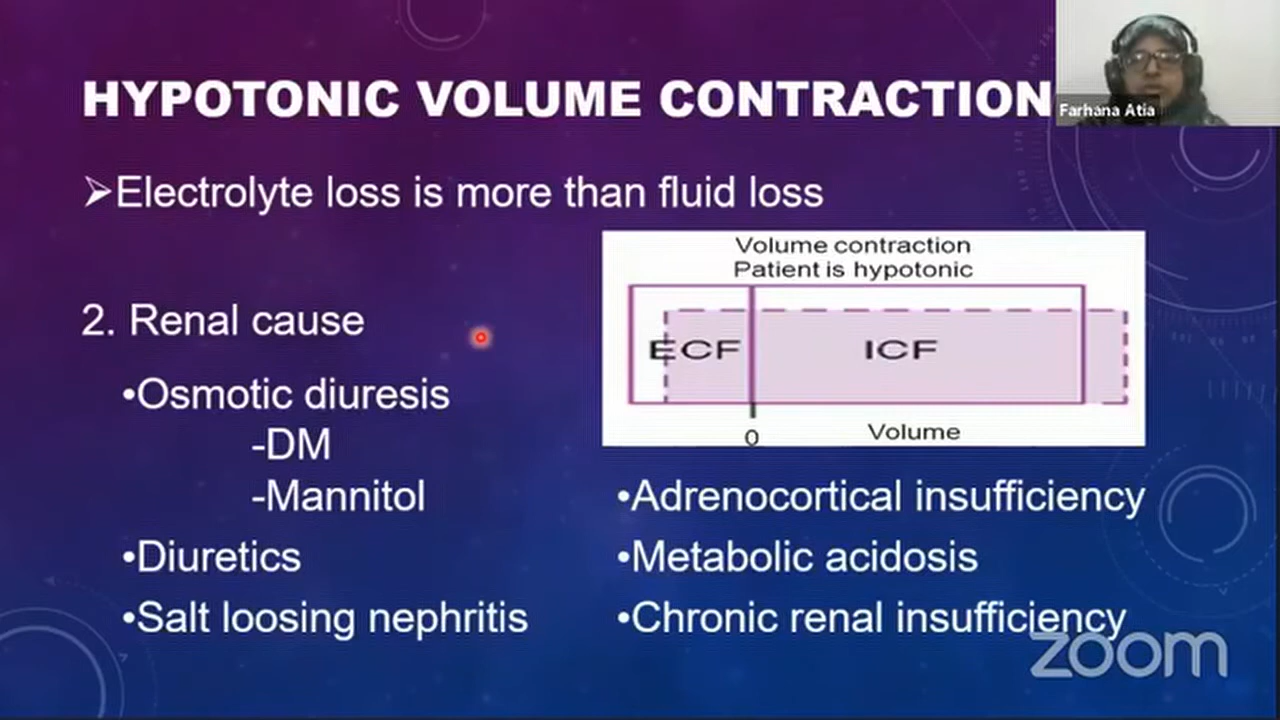 HYPOTONIC VOLUME CONTRACTION
Farhana Atia
➢Electrolyte loss is more than fluid loss
Volume contraction
Patient is hypotonic
ECF
ICF
0
Volume
2. Renal cause
•Osmotic diuresis
-DM
-Mannitol
•Diuretics
•Salt loosing nephritis
•Adrenocortical insufficiency
•Metabolic acidosis
•Chronic renal insufficiency
zoom